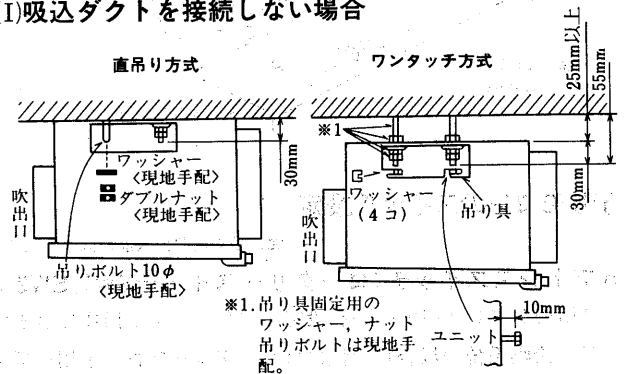 (I)吸込ダクトを接続しない場合
直吊り方式
ワッシャー
〈現地手配〉
ダブルナット
〈現地手配〉
吹出口
吊りボルト10φ
〈現地手配〉
30mm
ワンタッチ方式
25mm以上
55mm
※1
30mm
ワッシャー
(4コ)
吊り具
吹出口
※1.吊り具固定用の
ワッシャー,ナット
吊りボルトは現地手
配。
ユニット
10mm